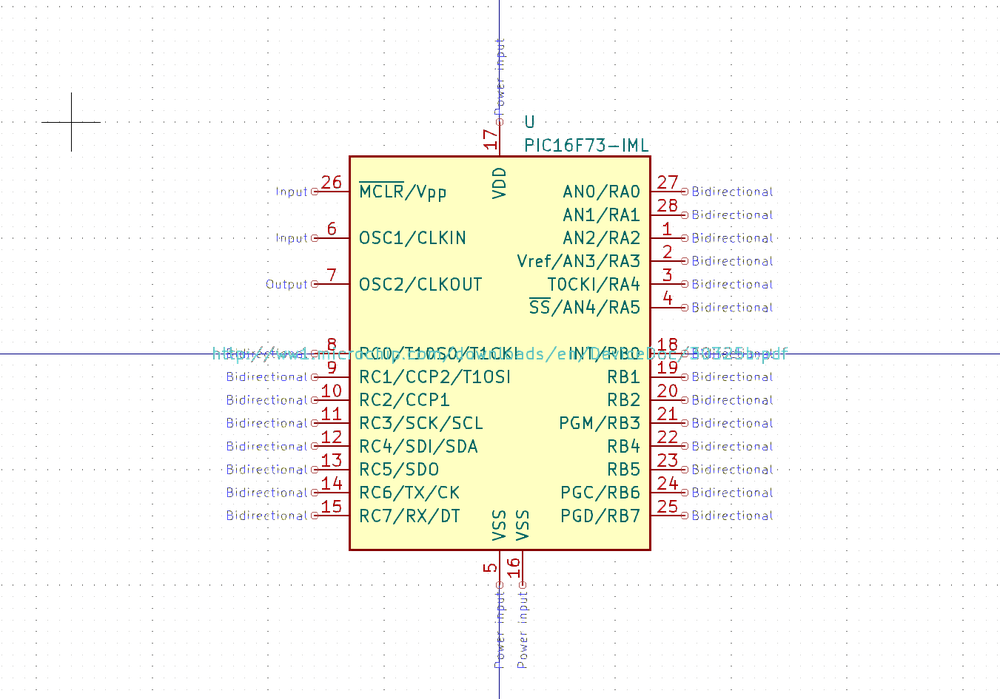 Power input
U
17
PIC16F73-IML
VDD
Input 26 MCLR/Vpp AN0/RA0 27 Bidirectional
AN1/RA1 28 Bidirectional
Input 6 OSC1/CLKIN AN2/RA2 1 Bidirectional
Vref/AN3/RA3 2 Bidirectional
Output 7 OSC2/CLKOUT T0CKI/RA4 3 Bidirectional
SS/AN4/RA5 4 Bidirectional
8 RC0/T1OSO/T1CKI INT/RB0 18
Bidirectional 9 RC1/CCP2/T1OSI RB1 19 Bidirectional
Bidirectional 10 RC2/CCP1 RB2 20 Bidirectional
Bidirectional 11 RC3/SCK/SCL PGM/RB3 21 Bidirectional
Bidirectional 12 RC4/SDI/SDA RB4 22 Bidirectional
Bidirectional 13 RC5/SDO RB5 23 Bidirectional
Bidirectional 14 RC6/TX/CK PGC/RB6 24 Bidirectional
Bidirectional 15 RC7/RX/DT PGD/RB7 25 Bidirectional
VSS VSS
5 16
Power input Power input